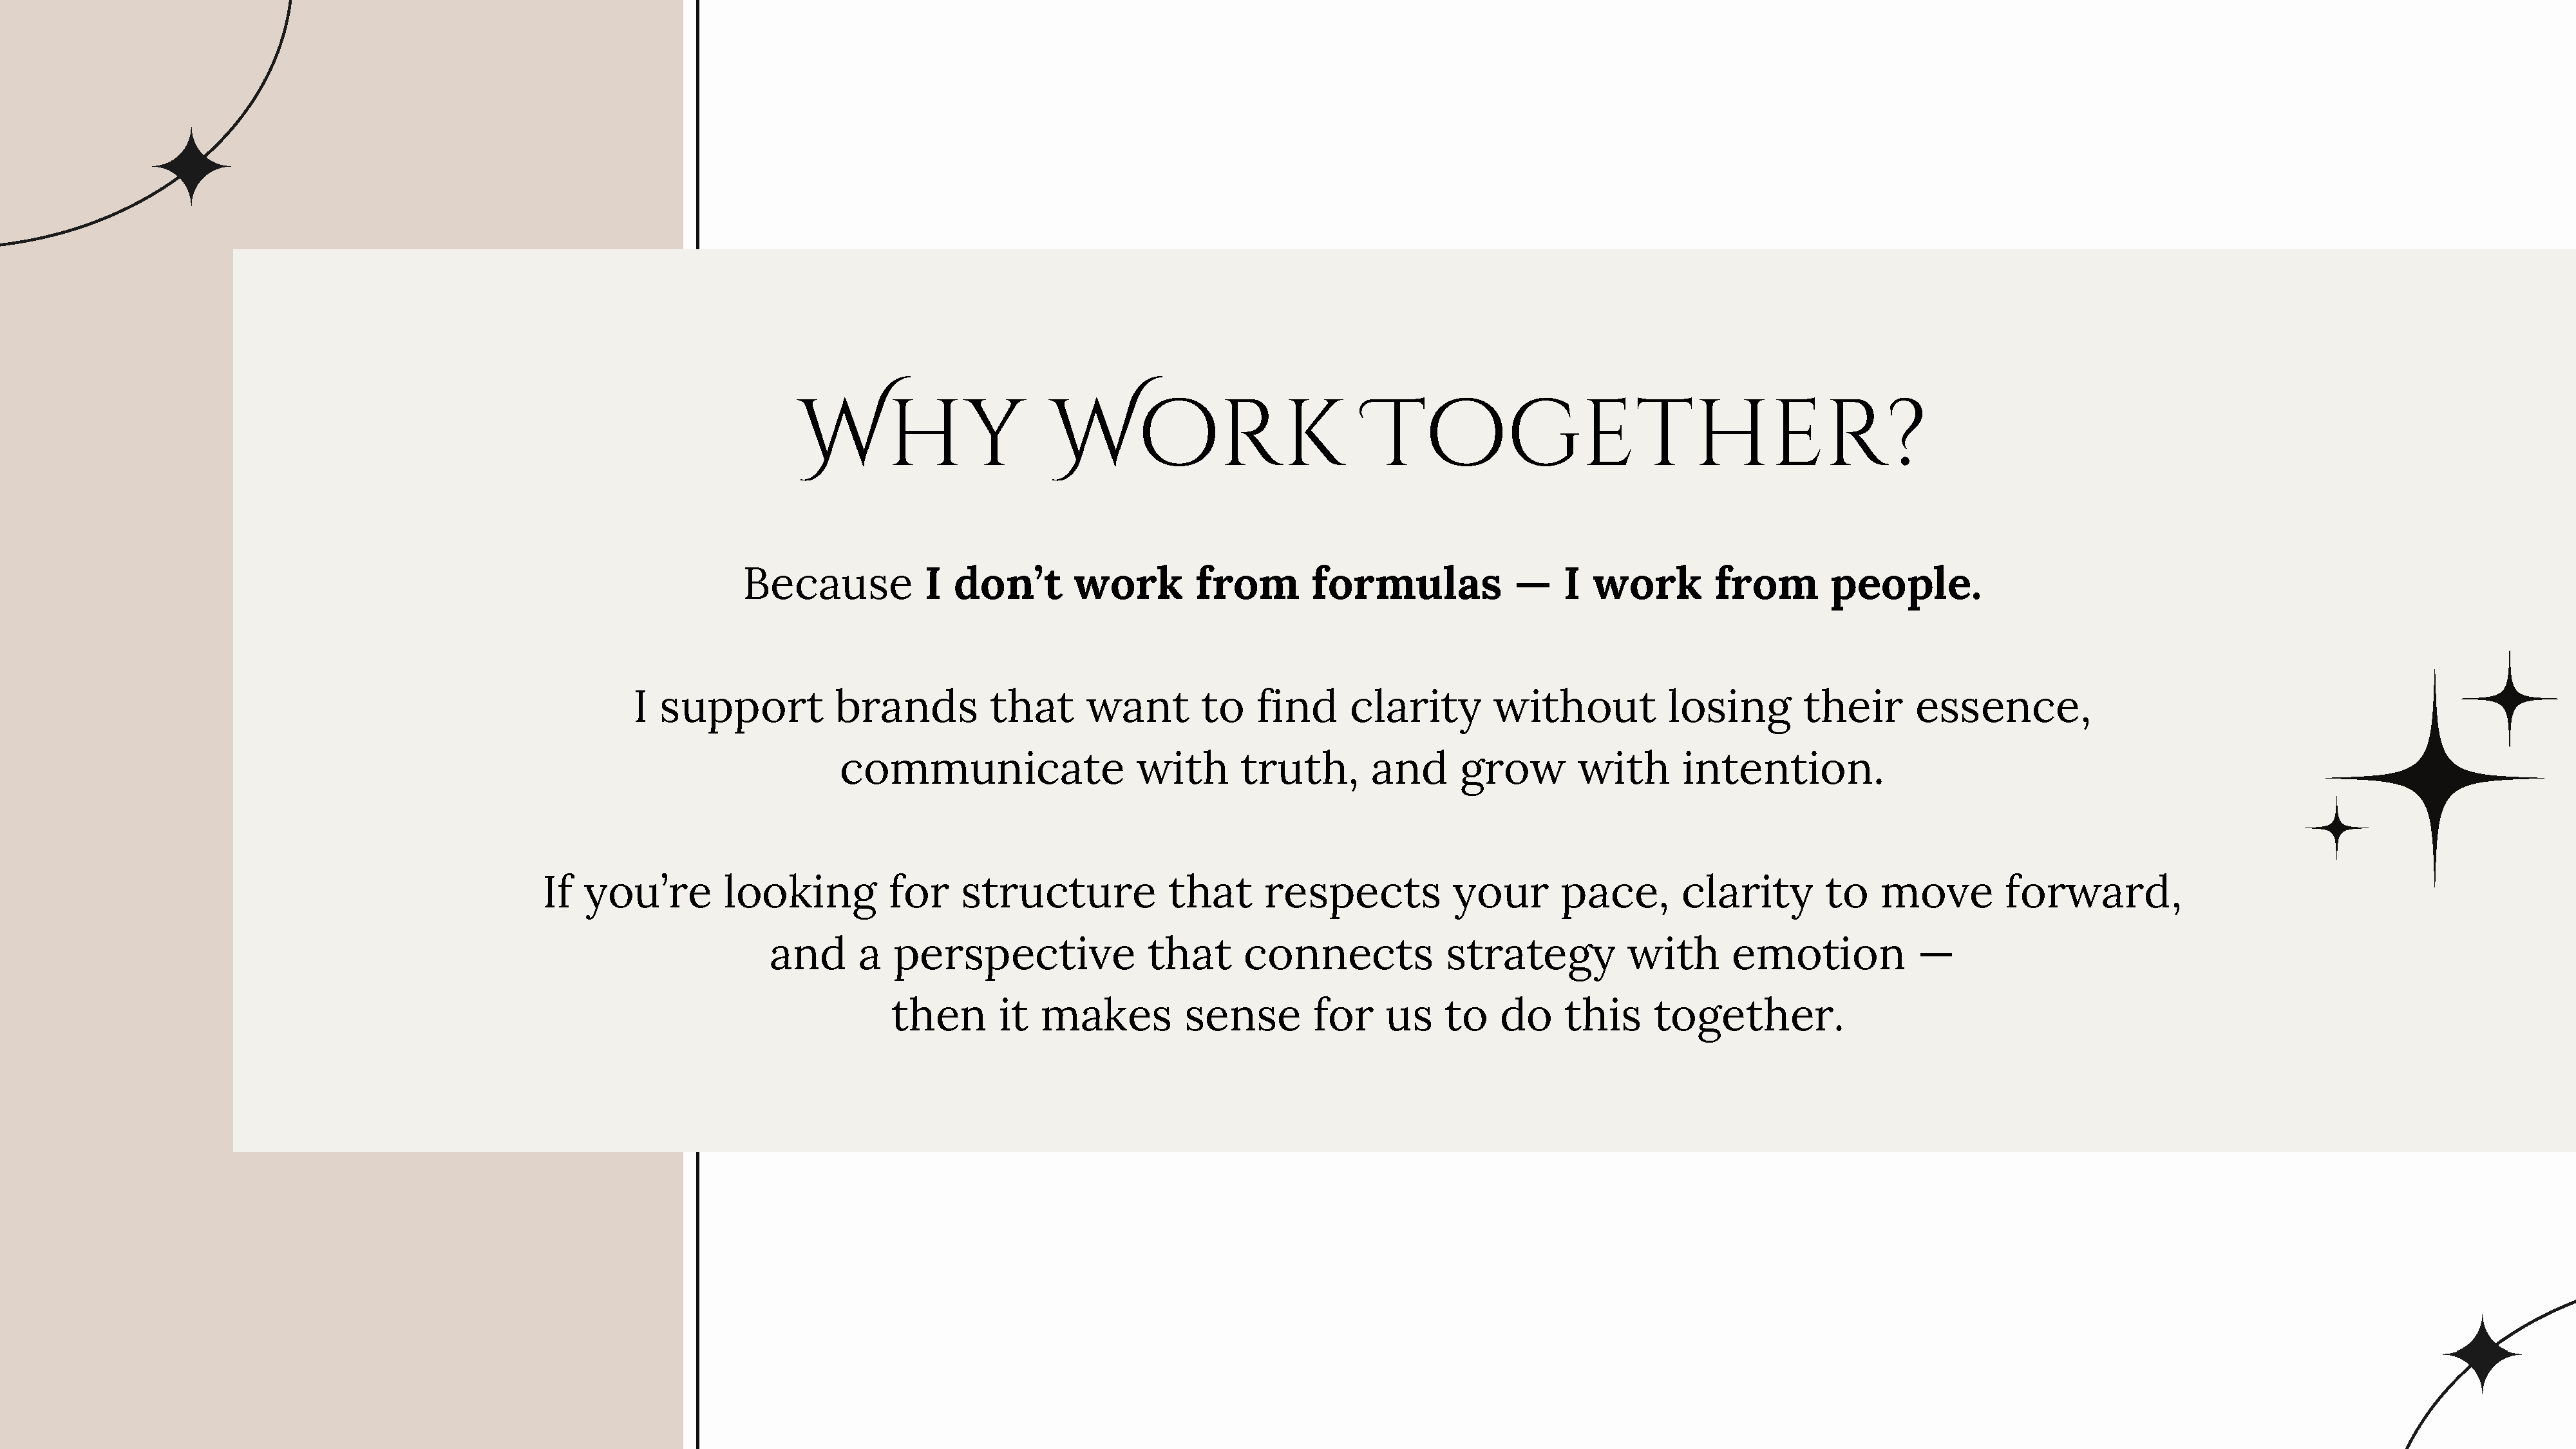 Why Work Together?
Because I don’t work from formulas — I work from people.
I support brands that want to find clarity without losing their essence,
communicate with truth, and grow with intention.
If you’re looking for structure that respects your pace, clarity to move forward,
and a perspective that connects strategy with emotion —
then it makes sense for us to do this together.